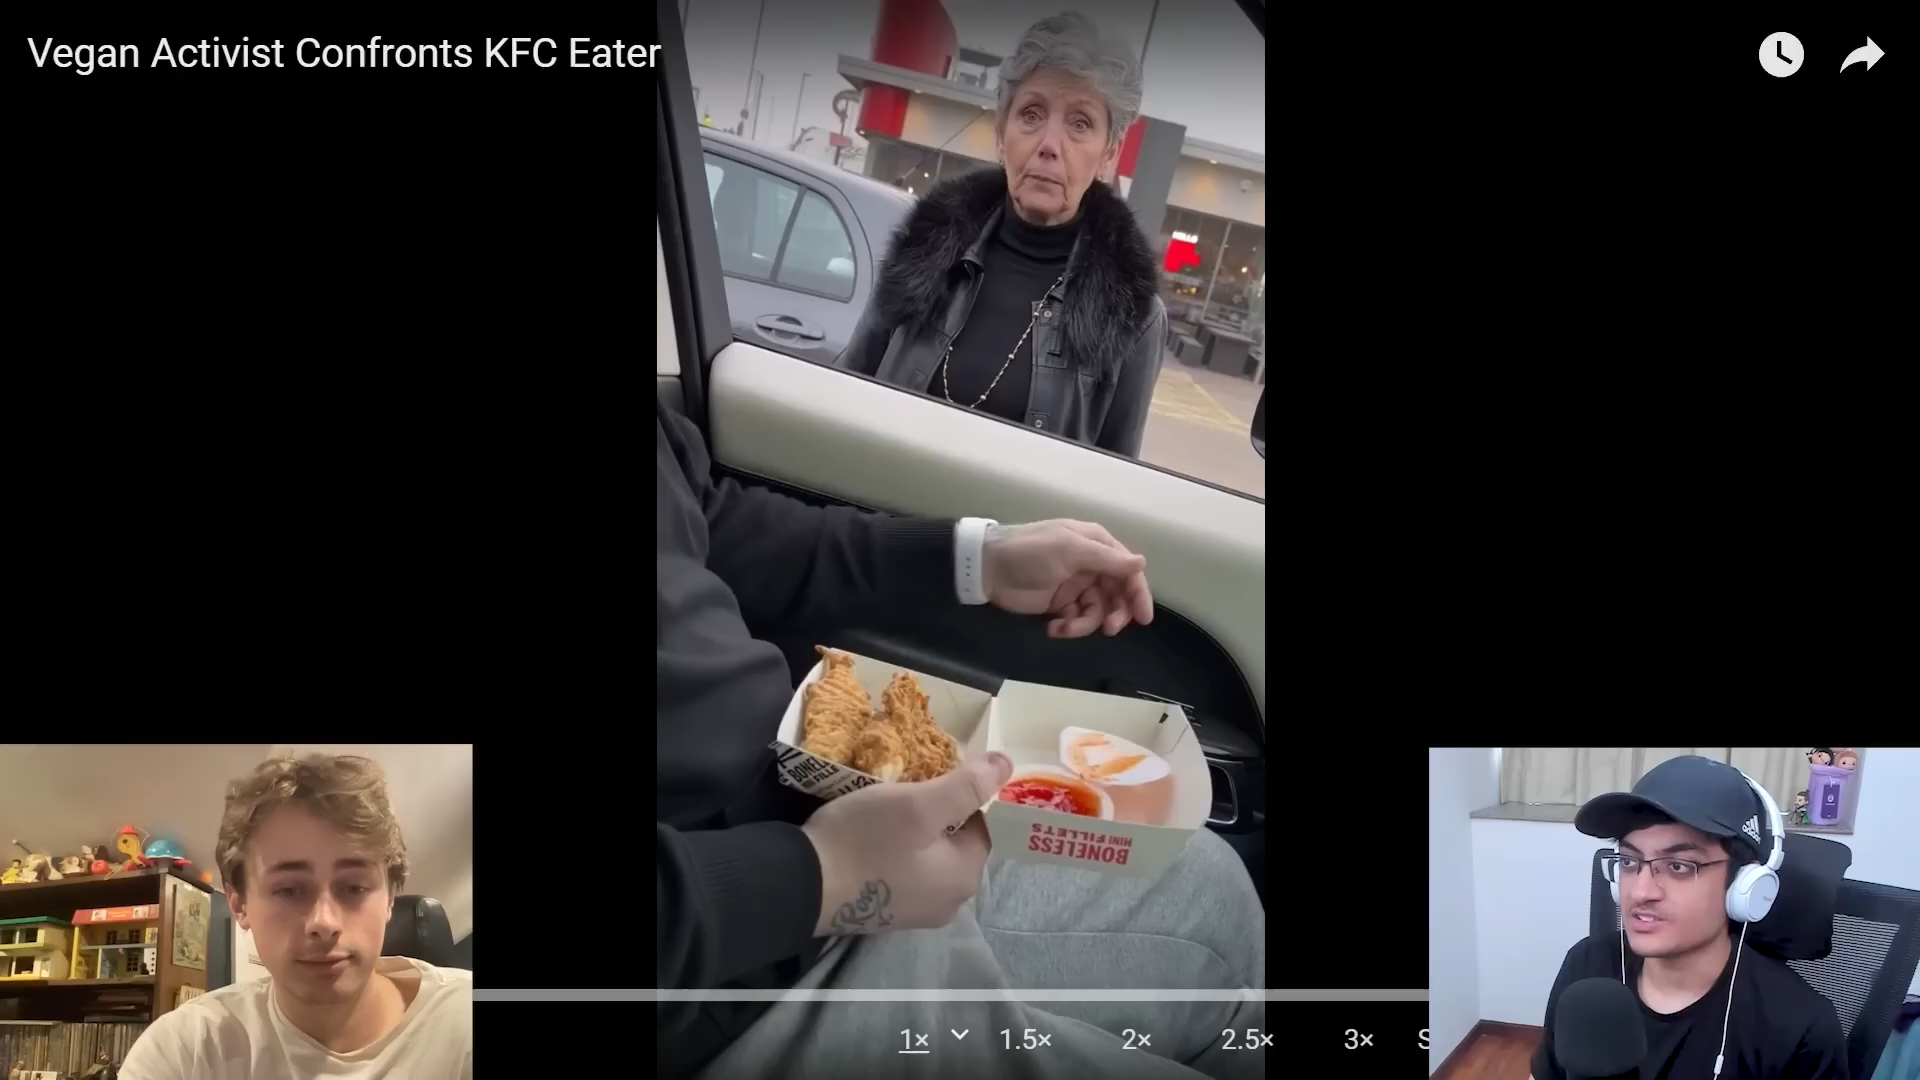 Vegan Activist Confronts KFC Eater
BONELESS
MINI FILLETS
1× 1.5× 2× 2.5× 3× S